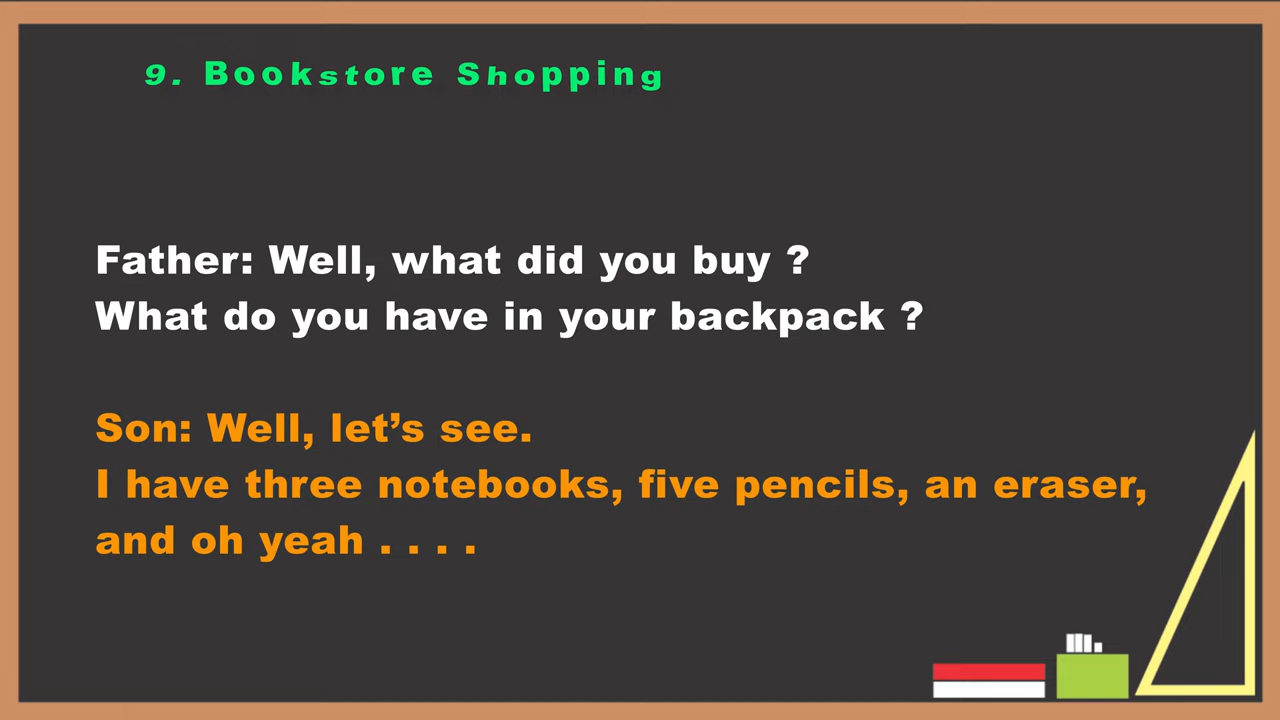 9. Bookstore Shopping
Father: Well, what did you buy ?
What do you have in your backpack ?
Son: Well, let’s see.
I have three notebooks, five pencils, an eraser,
and oh yeah . . . .